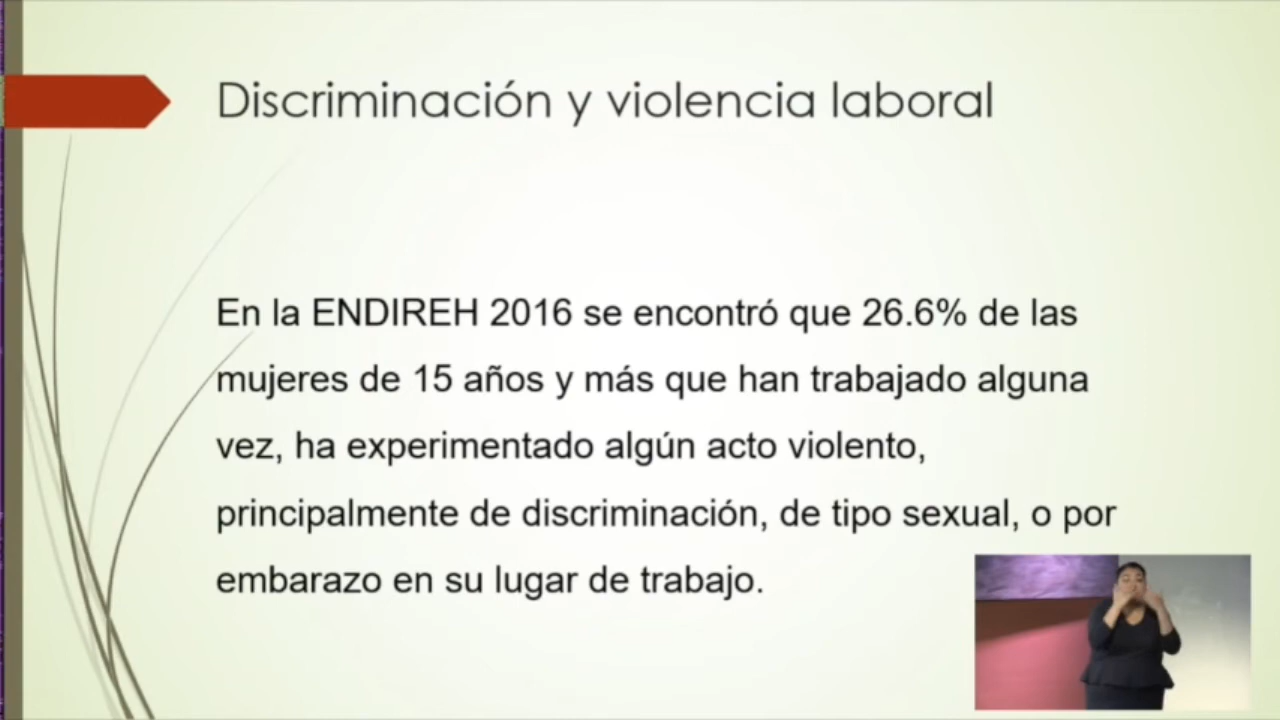 Discriminación y violencia laboral
En la ENDIREH 2016 se encontró que 26.6% de las
mujeres de 15 años y más que han trabajado alguna
vez, ha experimentado algún acto violento,
principalmente de discriminación, de tipo sexual, o por
embarazo en su lugar de trabajo.